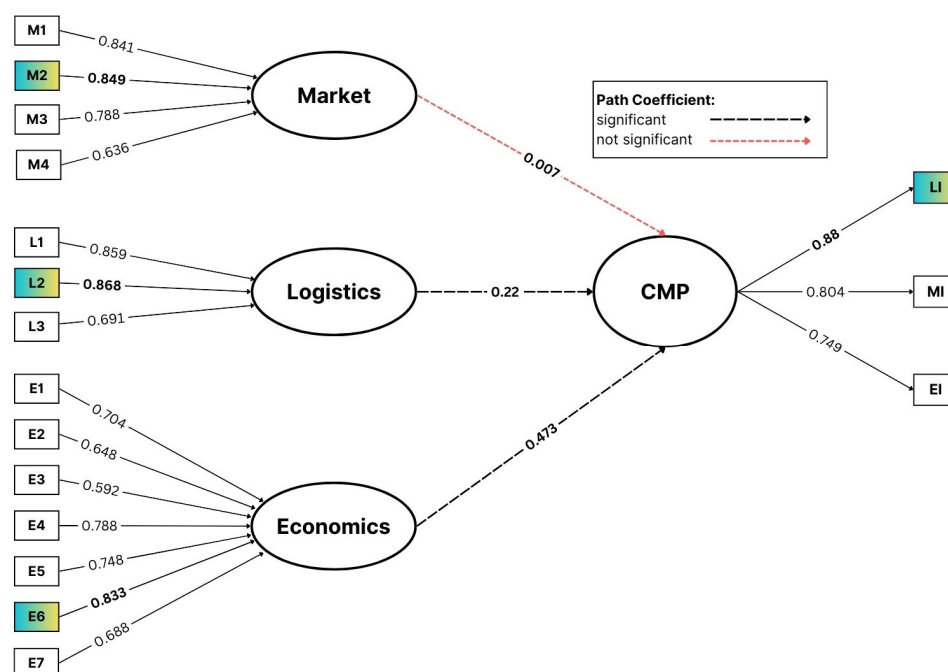 M1
0.841
M2
0.849
M3
0.788
M4
0.636
Market
Path Coefficient:
significant
not significant
0.007
L1
0.859
L2
0.868
L3
0.691
Logistics
0.22
CMP
0.88
LI
0.804
MI
0.749
EI
E1
0.704
E2
0.648
E3
0.592
E4
0.788
E5
0.748
E6
0.833
E7
0.688
Economics
0.473